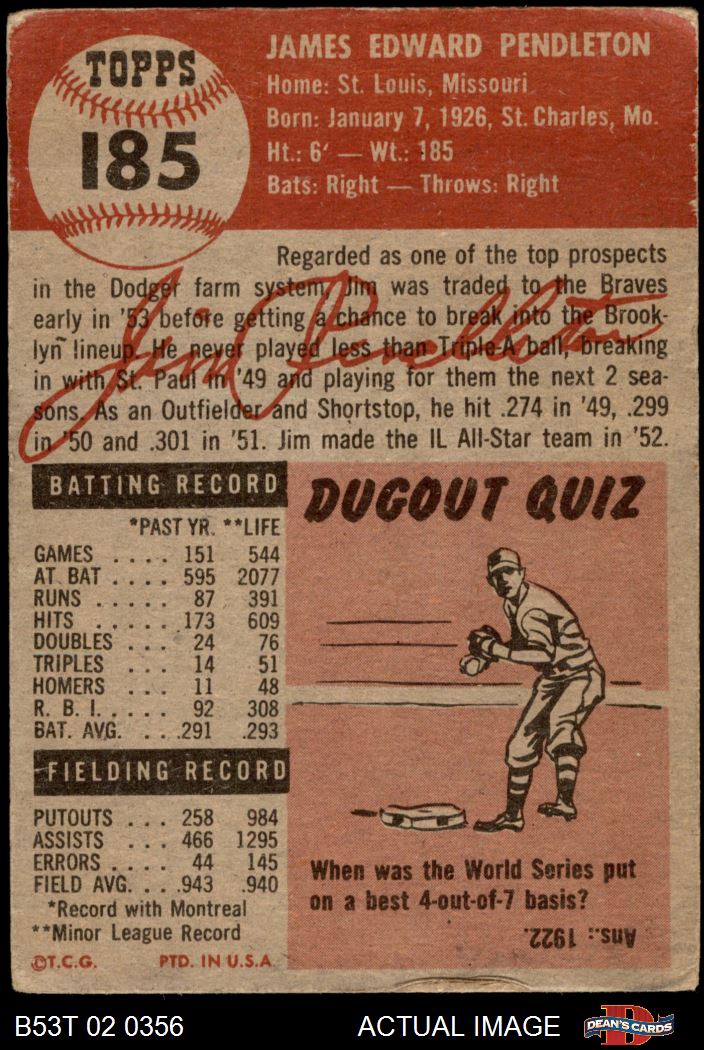 TOPPS
185
JAMES EDWARD PENDLETON
Home: St. Louis, Missouri
Born: January 7, 1926, St. Charles, Mo.
Ht.: 6' — Wt.: 185
Bats: Right — Throws: Right
Regarded as one of the top prospects
in the Dodger farm system, Jim was traded to the Braves
early in '53 before getting a chance to break into the Brook-
lyn lineup. He never played less than Triple-A ball, breaking
in with St. Paul in '49 and playing for them the next 2 sea-
sons. As an Outfielder and Shortstop, he hit .274 in '49, .299
in '50 and .301 in '51. Jim made the IL All-Star team in '52.
Jim Pendleton
BATTING RECORD
*PAST YR. **LIFE
GAMES .... 151 544
AT BAT .... 595 2077
RUNS ..... 87 391
HITS ..... 173 609
DOUBLES ... 24 76
TRIPLES ... 14 51
HOMERS ... 11 48
R. B. I. .... 92 308
BAT. AVG. ... .291 .293
FIELDING RECORD
PUTOUTS ... 258 984
ASSISTS ... 466 1295
ERRORS .... 44 145
FIELD AVG. ... .943 .940
*Record with Montreal
**Minor League Record
©T.C.G. PTD. IN U.S.A
DUGOUT QUIZ
When was the World Series put
on a best 4-out-of-7 basis?
Ans.: 1922.
B53T 02 0356
ACTUAL IMAGE
D
DEAN'S CARDS